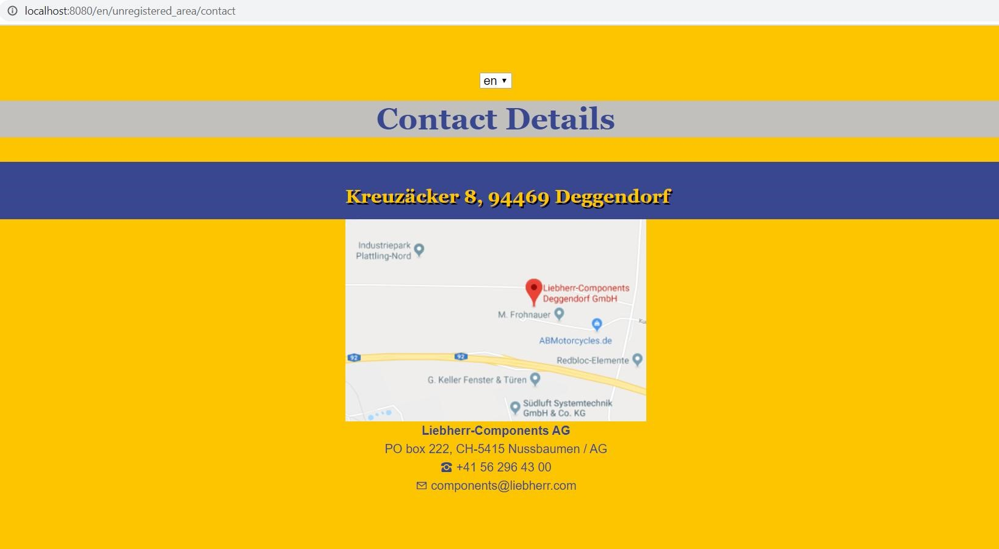 localhost:8080/en/unregistered_area/contact
en
Contact Details
Kreuzäcker 8, 94469 Deggendorf
Industriepark
Plattling-Nord
Liebherr-Components
Deggendorf GmbH
M. Frohnauer
ABMotorcycles.de
92
92
Redbloc-Elemente
G. Keller Fenster & Türen
Südluft Systemtechnik
GmbH & Co. KG
Liebherr-Components AG
PO box 222, CH-5415 Nussbaumen / AG
+41 56 296 43 00
components@liebherr.com